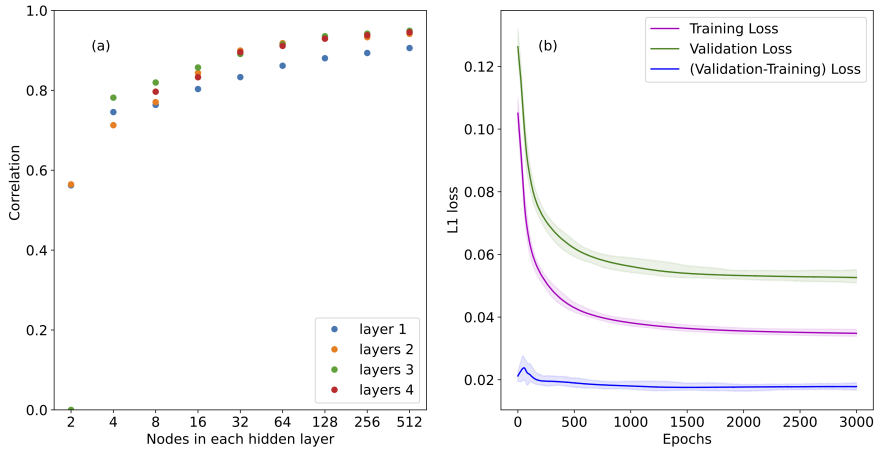 (a)
1.0
0.8
0.6
0.4
0.2
0.0
Correlation
2 4 8 16 32 64 128 256 512
Nodes in each hidden layer
layer 1
layers 2
layers 3
layers 4
(b)
Training Loss
Validation Loss
(Validation-Training) Loss
0.12
0.10
0.08
0.06
0.04
0.02
L1 loss
0 500 1000 1500 2000 2500 3000
Epochs